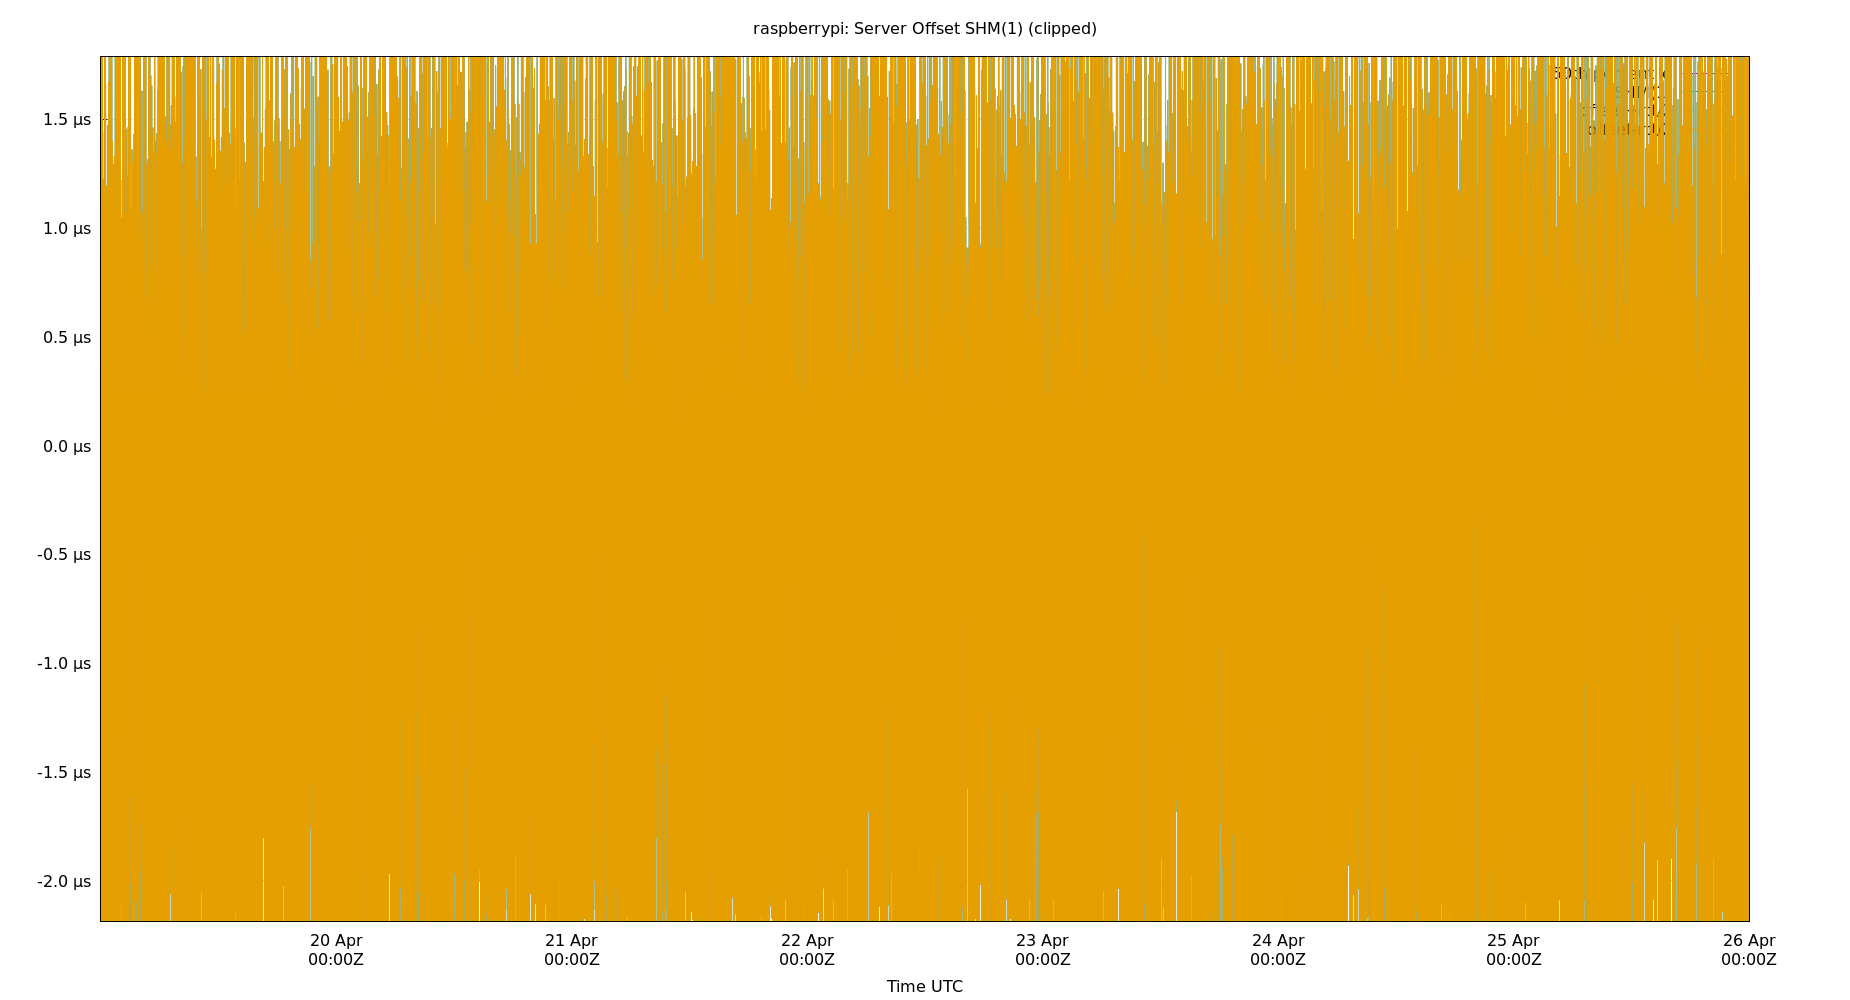 raspberrypi: Server Offset SHM(1) (clipped)
1.5 µs
1.0 µs
0.5 µs
0.0 µs
-0.5 µs
-1.0 µs
-1.5 µs
-2.0 µs
20 Apr 21 Apr 22 Apr 23 Apr 24 Apr 25 Apr 26 Apr
00:00Z 00:00Z 00:00Z 00:00Z 00:00Z 00:00Z 00:00Z
Time UTC